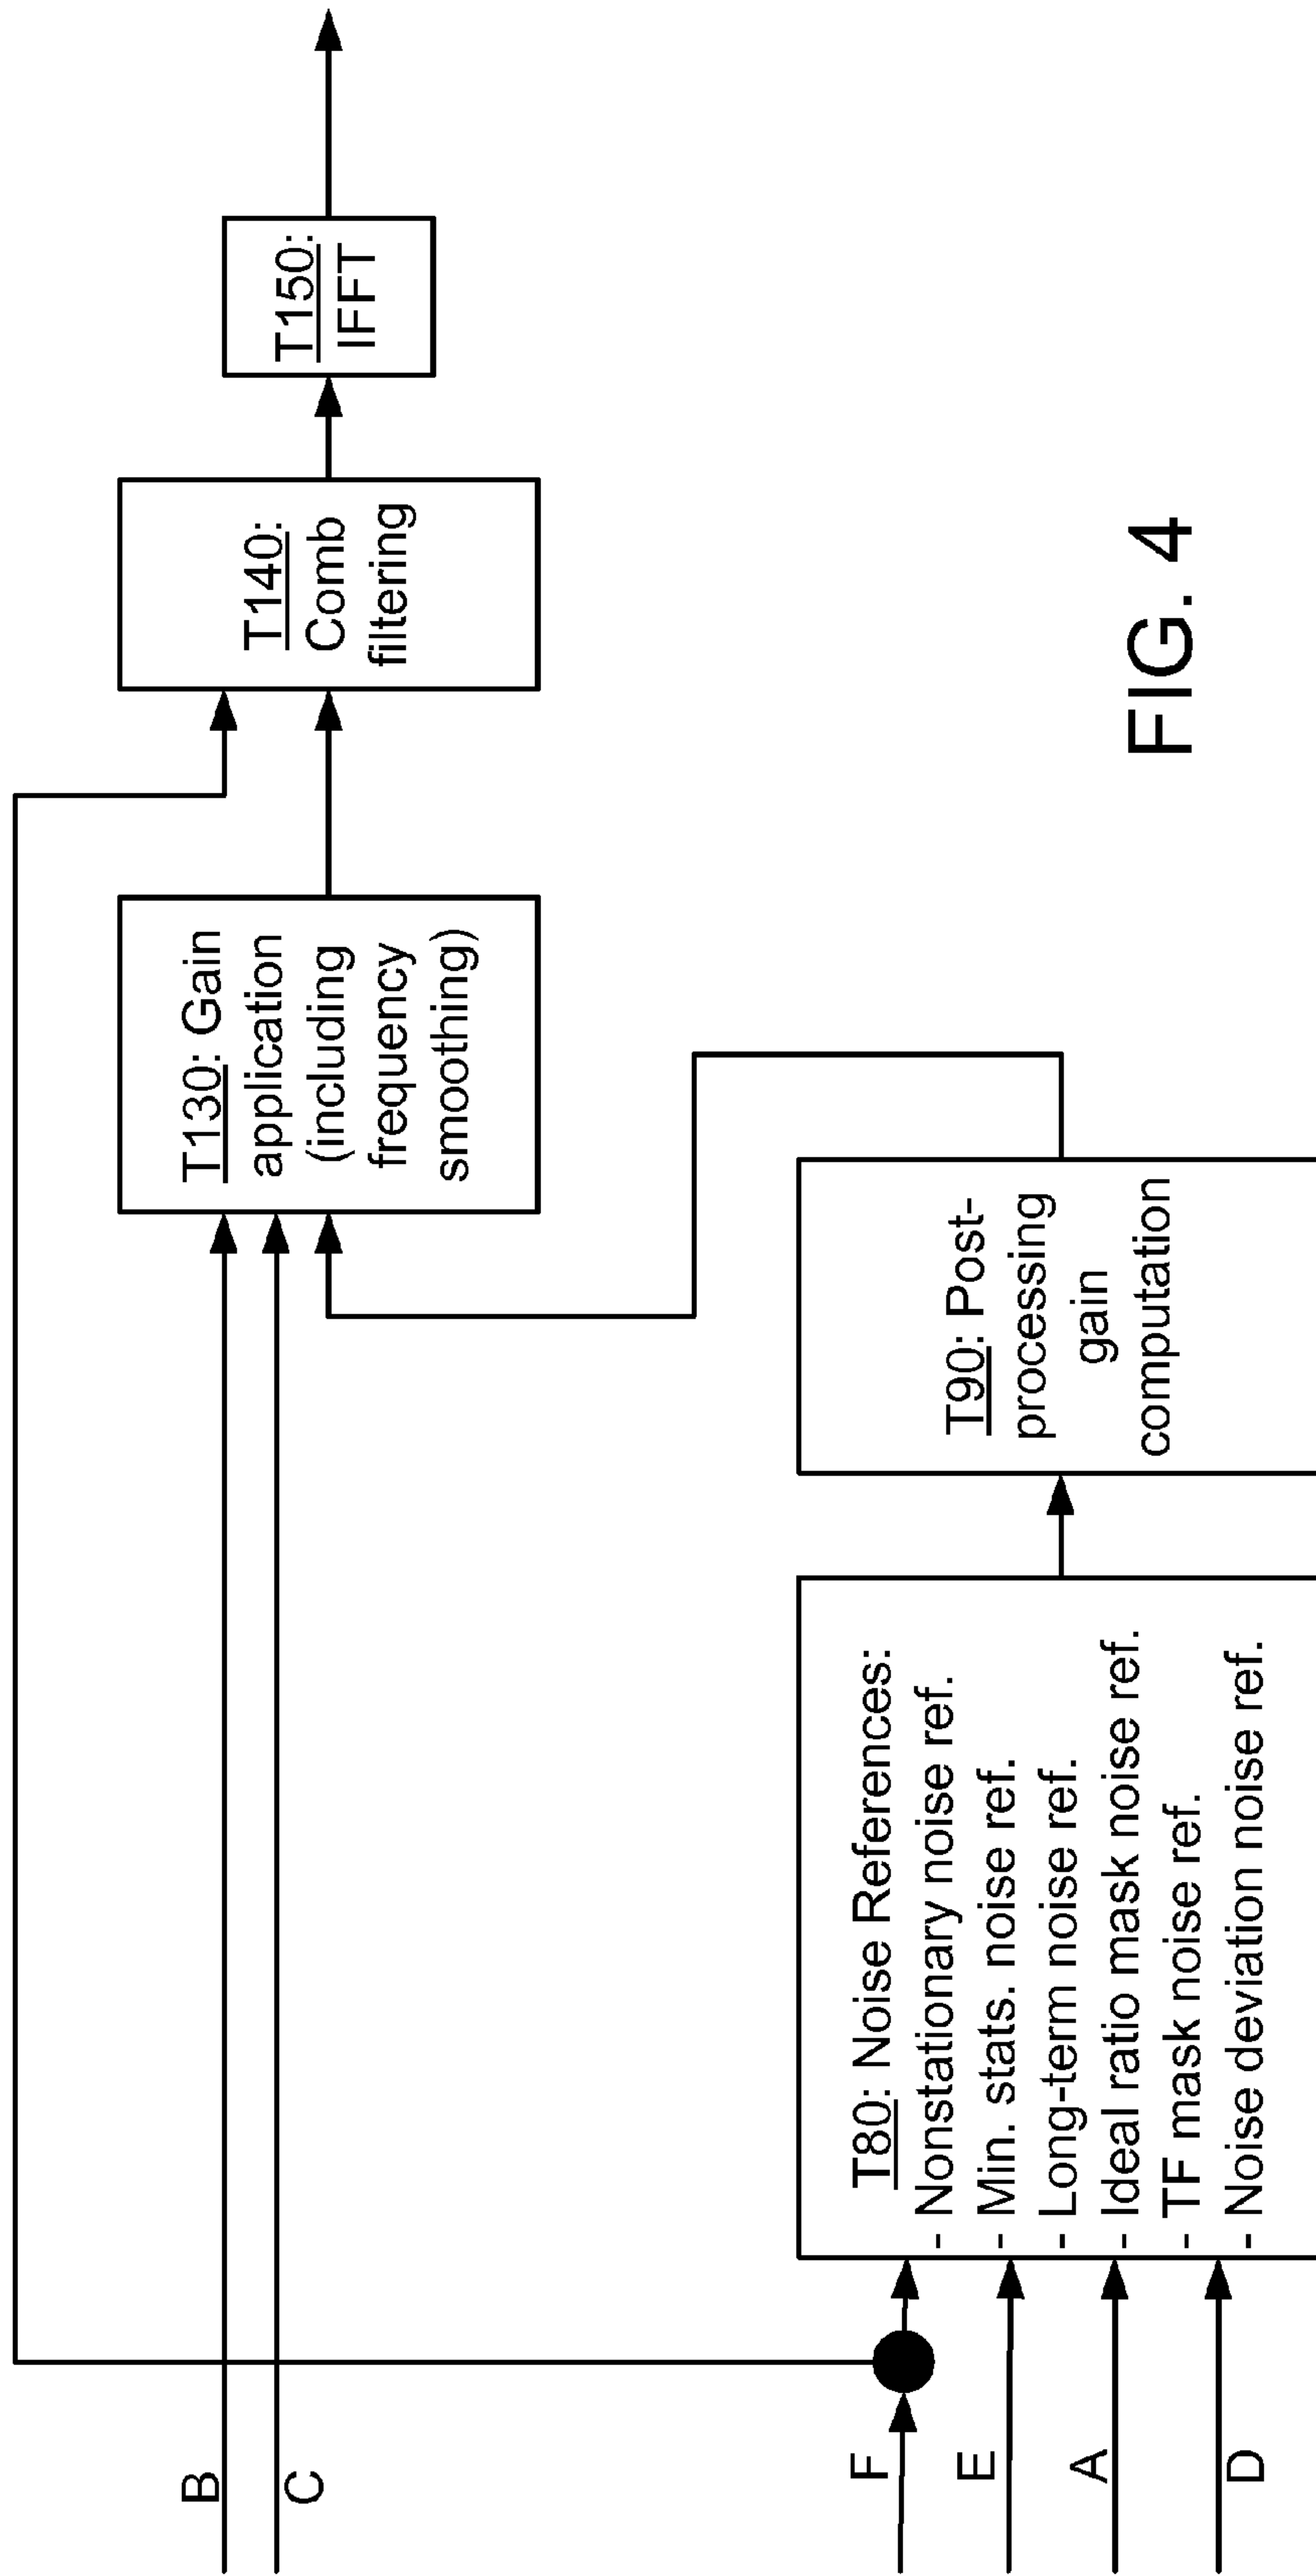 B
C
T130: Gain
application
(including
frequency
smoothing)
T140:
Comb
filtering
T150:
IFFT
F
E
A
D
T80: Noise References:
- Nonstationary noise ref.
- Min. stats. noise ref.
- Long-term noise ref.
- Ideal ratio mask noise ref.
- TF mask noise ref.
- Noise deviation noise ref.
T90: Post-
processing
gain
computation
FIG. 4